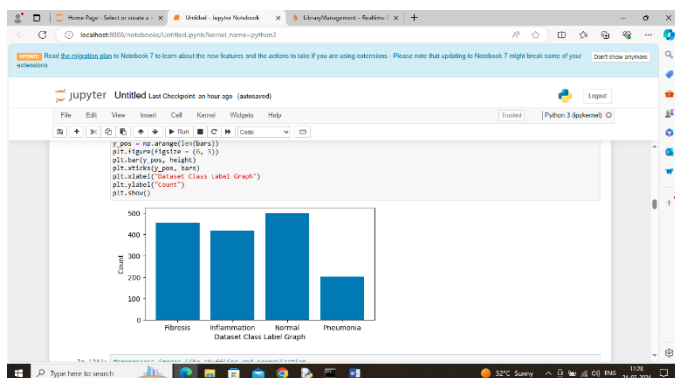 Home Page - Select or create a n
Untitled - Jupyter Notebook
LibraryManagement - Realtime D
localhost:8888/notebooks/Untitled.ipynb?kernel_name=python3
UPDATE Read the migration plan to Notebook 7 to learn about the new features and the actions to take if you are using extensions - Please note that updating to Notebook 7 might break some of your extensions.
Don't show anymore
jupyter Untitled Last Checkpoint: an hour ago (autosaved)
Logout
File Edit View Insert Cell Kernel Widgets Help
Trusted Python 3 (ipykernel)
Run Code
y_pos = np.arange(len(bars))
plt.figure(figsize = (6, 3))
plt.bar(y_pos, height)
plt.xticks(y_pos, bars)
plt.xlabel("Dataset Class Label Graph")
plt.ylabel("Count")
plt.show()
500
400
300
200
100
0
Count
Fibrosis Inflammation Normal Pneumonia
Dataset Class Label Graph
Type here to search
32°C Sunny
ENG
11:28